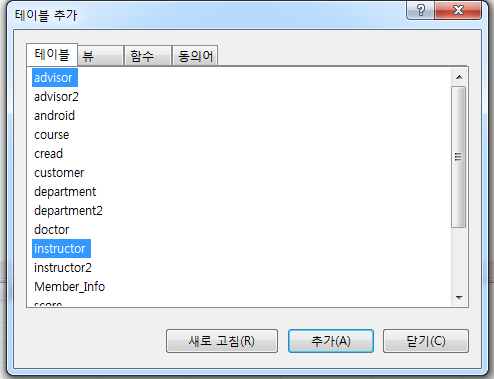 테이블 추가
테이블 뷰 함수 동의어
advisor
advisor2
android
course
cread
customer
department
department2
doctor
instructor
instructor2
Member_Info
score
새로 고침(R) 추가(A) 닫기(C)